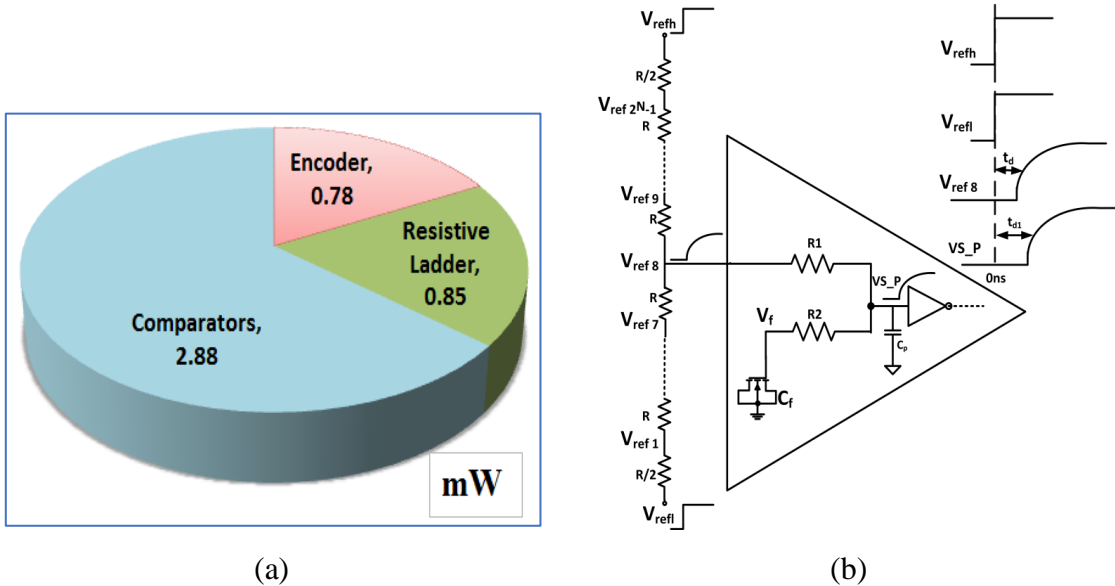 Encoder,
0.78
Resistive
Ladder,
0.85
Comparators,
2.88
mW
(a)
Vrefh
R/2
Vref 2N-1
R
Vref 9
R
Vref 8
R
Vref 7
R
Vref 1
R/2
Vrefl
R1
VS_P
Vf
R2
Cp
Cf
Vrefh
Vrefl
td
Vref 8
td1
VS_P
0ns
(b)